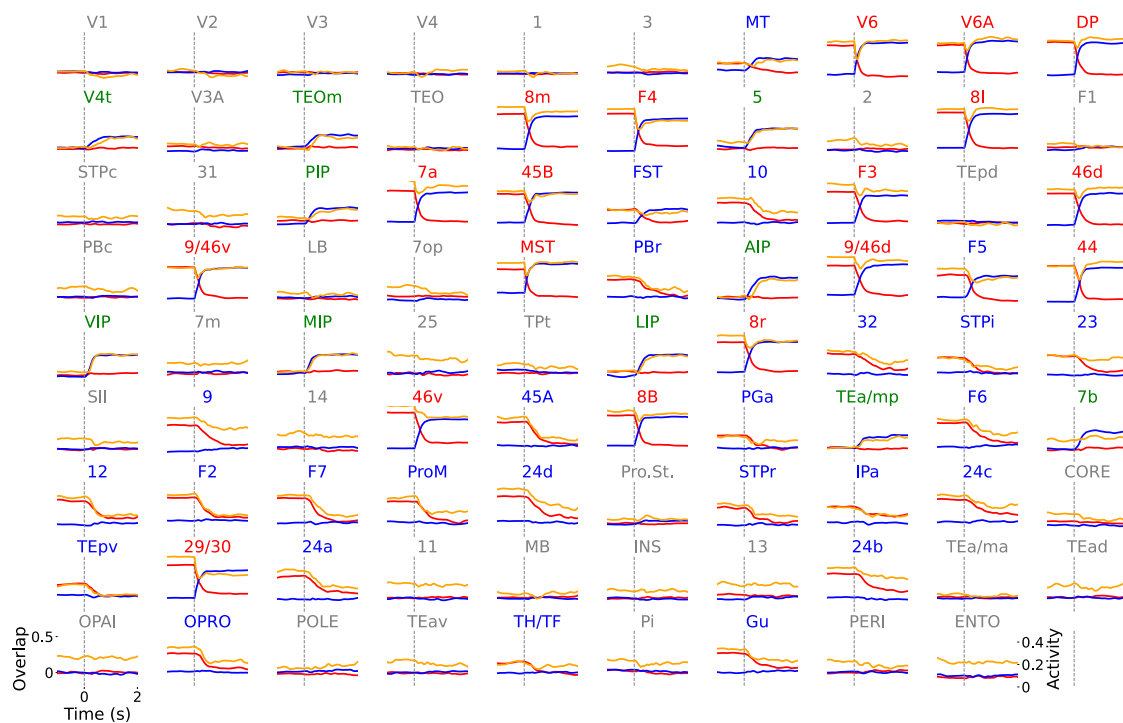 V1 V2 V3 V4 1 3 MT V6 V6A DP
V4t V3A TEOm TEO 8m F4 5 2 8l F1
STPc 31 PIP 7a 45B FST 10 F3 TEpd 46d
PBc 9/46v LB 7op MST PBr AIP 9/46d F5 44
VIP 7m MIP 25 TPt LIP 8r 32 STPi 23
SII 9 14 46v 45A 8B PGa TEa/mp F6 7b
12 F2 F7 ProM 24d Pro.St. STPr IPa 24c CORE
TEpv 29/30 24a 11 MB INS 13 24b TEa/ma TEad
OPAI OPRO POLE TEav TH/TF Pi Gu PERI ENTO
Overlap
0.5
0
0 2
Time (s)
Activity
0.4
0.2
0